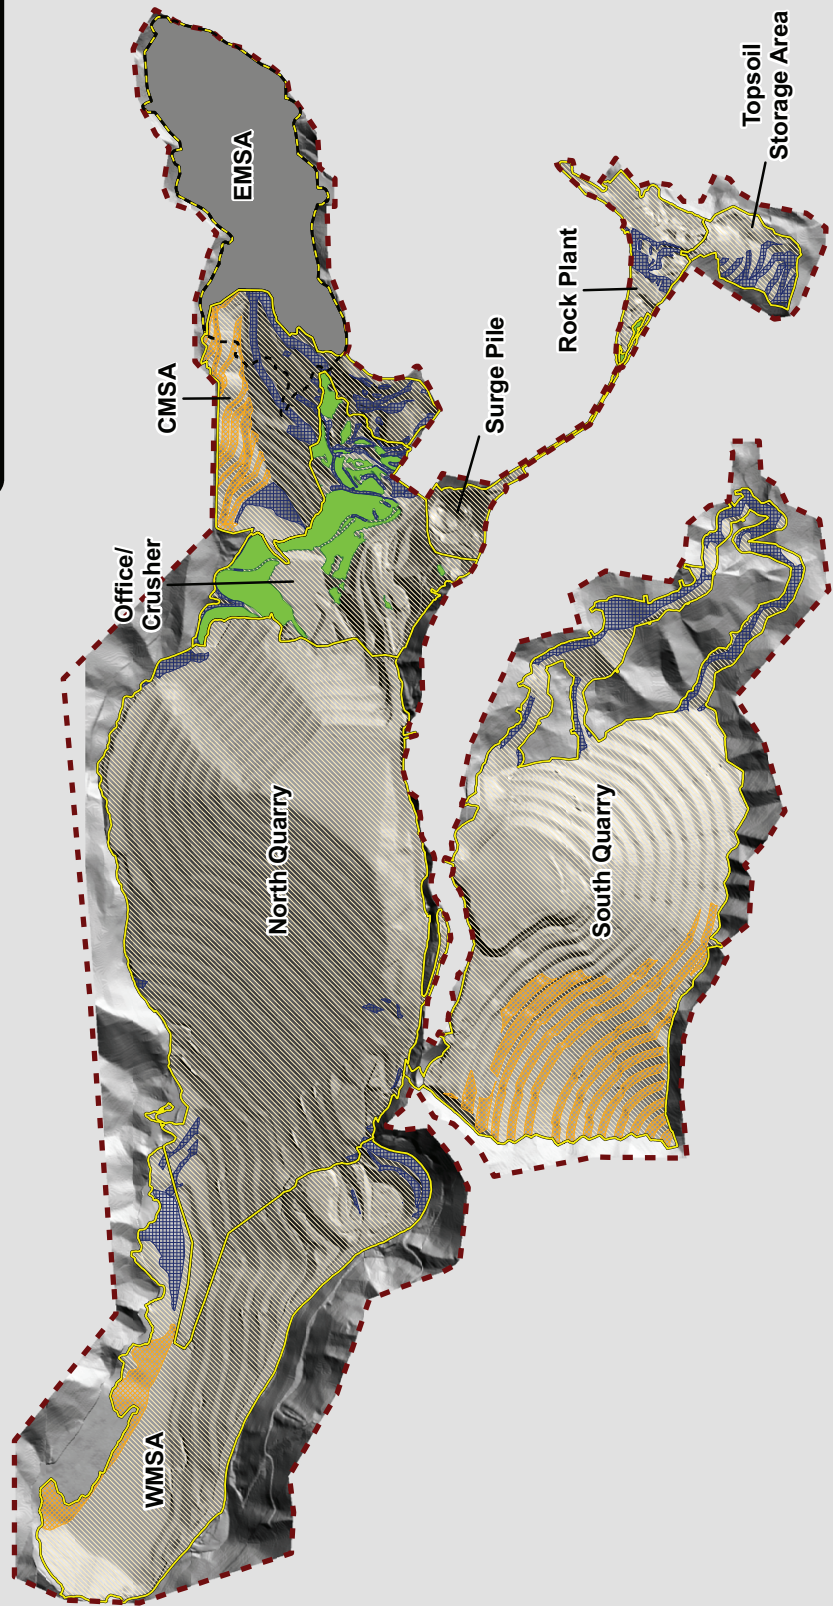 EMSA
CMSA
Office/
Crusher
Surge Pile
Rock Plant
Topsoil
Storage Area
North Quarry
South Quarry
WMSA